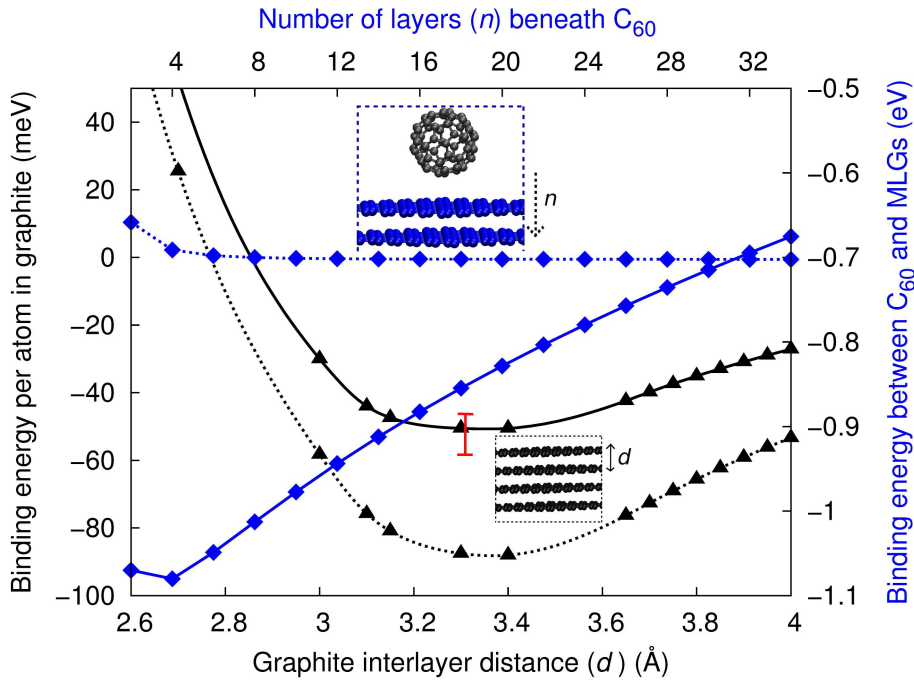 Number of layers (n) beneath C60
4 8 12 16 20 24 28 32
Binding energy per atom in graphite (meV)
40
20
0
−20
−40
−60
−80
−100
n
d
−0.5
−0.6
−0.7
−0.8
−0.9
−1
−1.1
Binding energy between C60 and MLGs (eV)
2.6 2.8 3 3.2 3.4 3.6 3.8 4
Graphite interlayer distance (d) (Å)